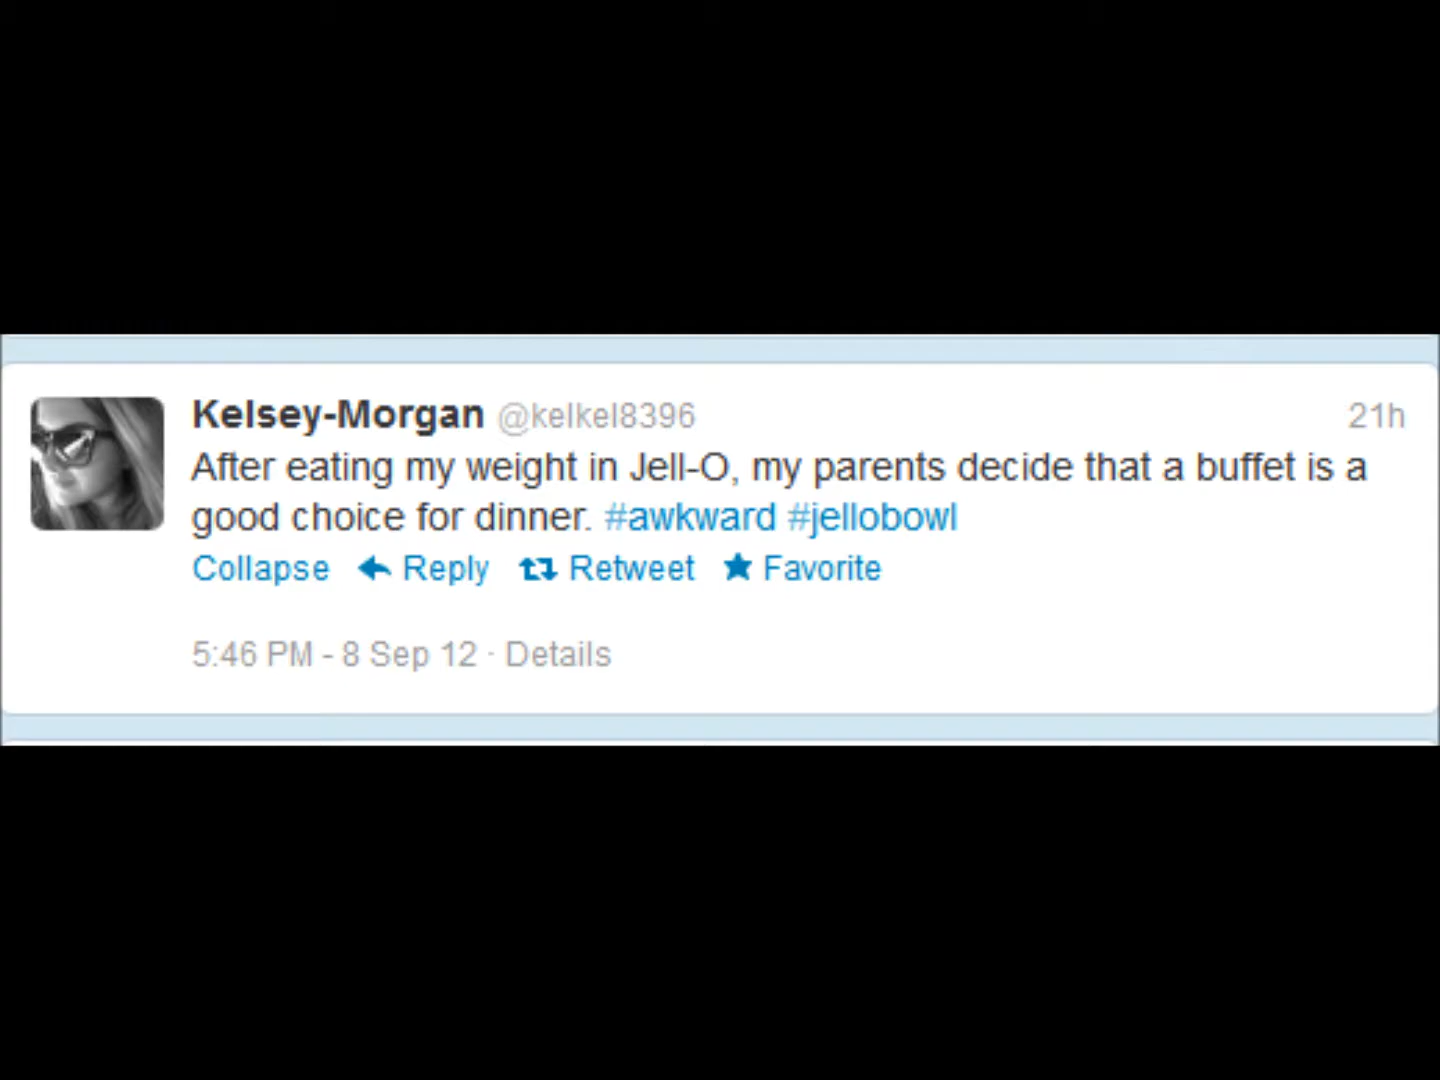 Kelsey-Morgan @kelkel8396 21h
After eating my weight in Jell-O, my parents decide that a buffet is a
good choice for dinner. #awkward #jellobowl
Collapse Reply Retweet Favorite
5:46 PM - 8 Sep 12 · Details